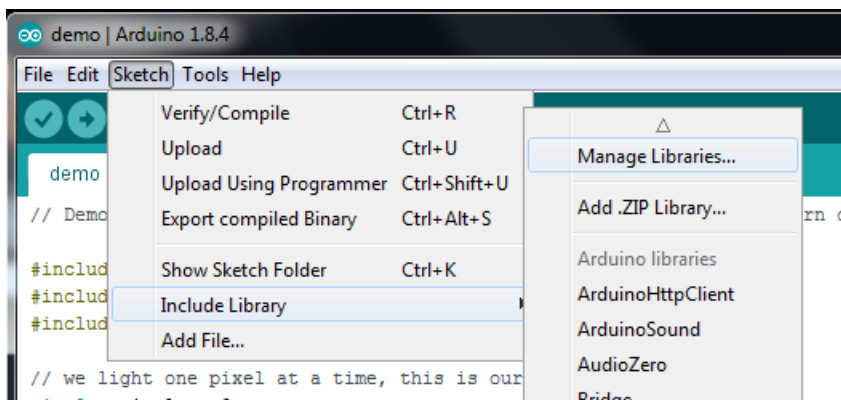 demo | Arduino 1.8.4
File Edit Sketch Tools Help
Verify/Compile Ctrl+R
Upload Ctrl+U
Upload Using Programmer Ctrl+Shift+U
Export compiled Binary Ctrl+Alt+S
Show Sketch Folder Ctrl+K
Include Library
Add File...
Manage Libraries...
Add .ZIP Library...
Arduino libraries
ArduinoHttpClient
ArduinoSound
AudioZero
Bridge
demo
// Demo
rn
#includ
#includ
#includ
// we light one pixel at a time, this is our